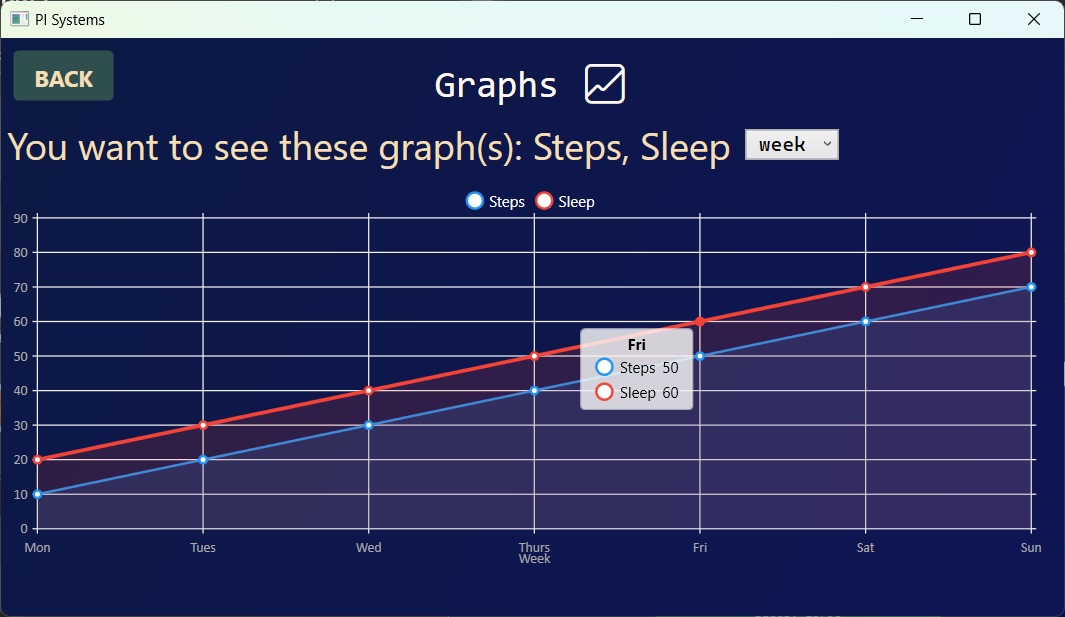 PI Systems
BACK
Graphs
You want to see these graph(s): Steps, Sleep
week
Steps Sleep
90
80
70
60
50
40
30
20
10
0
Fri
Steps 50
Sleep 60
Mon Tues Wed Thurs Fri Sat Sun
Week